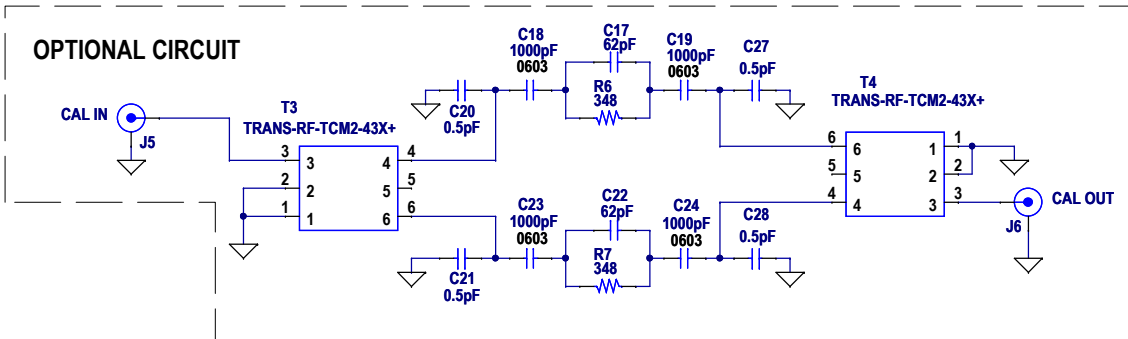 OPTIONAL CIRCUIT
CAL IN
J5
T3
TRANS-RF-TCM2-43X+
3
3
4
4
2
2
5
5
1
1
6
6
C20
0.5pF
C18
1000pF
0603
C17
62pF
R6
348
C19
1000pF
0603
C27
0.5pF
C21
0.5pF
C23
1000pF
0603
C22
62pF
R7
348
C24
1000pF
0603
C28
0.5pF
T4
TRANS-RF-TCM2-43X+
6
6
1
1
5
5
2
2
4
4
3
3
CAL OUT
J6